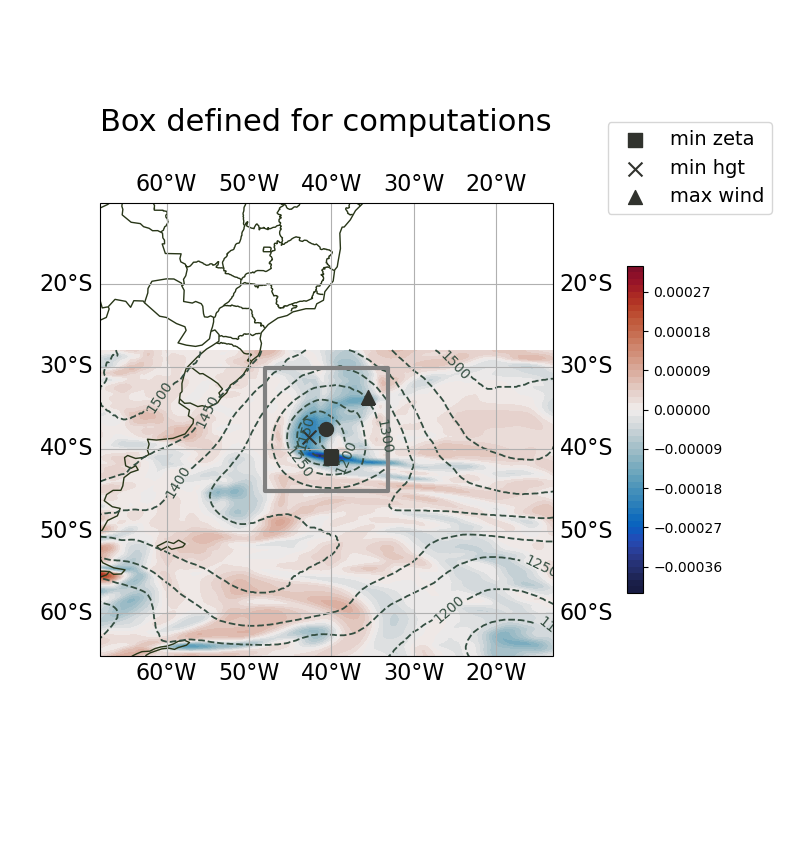 Box defined for computations
min zeta
min hgt
max wind
60°W 50°W 40°W 30°W 20°W
20°S 20°S
30°S 30°S
40°S 40°S
50°S 50°S
60°S 60°S
60°W 50°W 40°W 30°W 20°W
1500
1500
1450
1400
1300
1250
1200
1250
1200
0.00027
0.00018
0.00009
0.00000
−0.00009
−0.00018
−0.00027
−0.00036